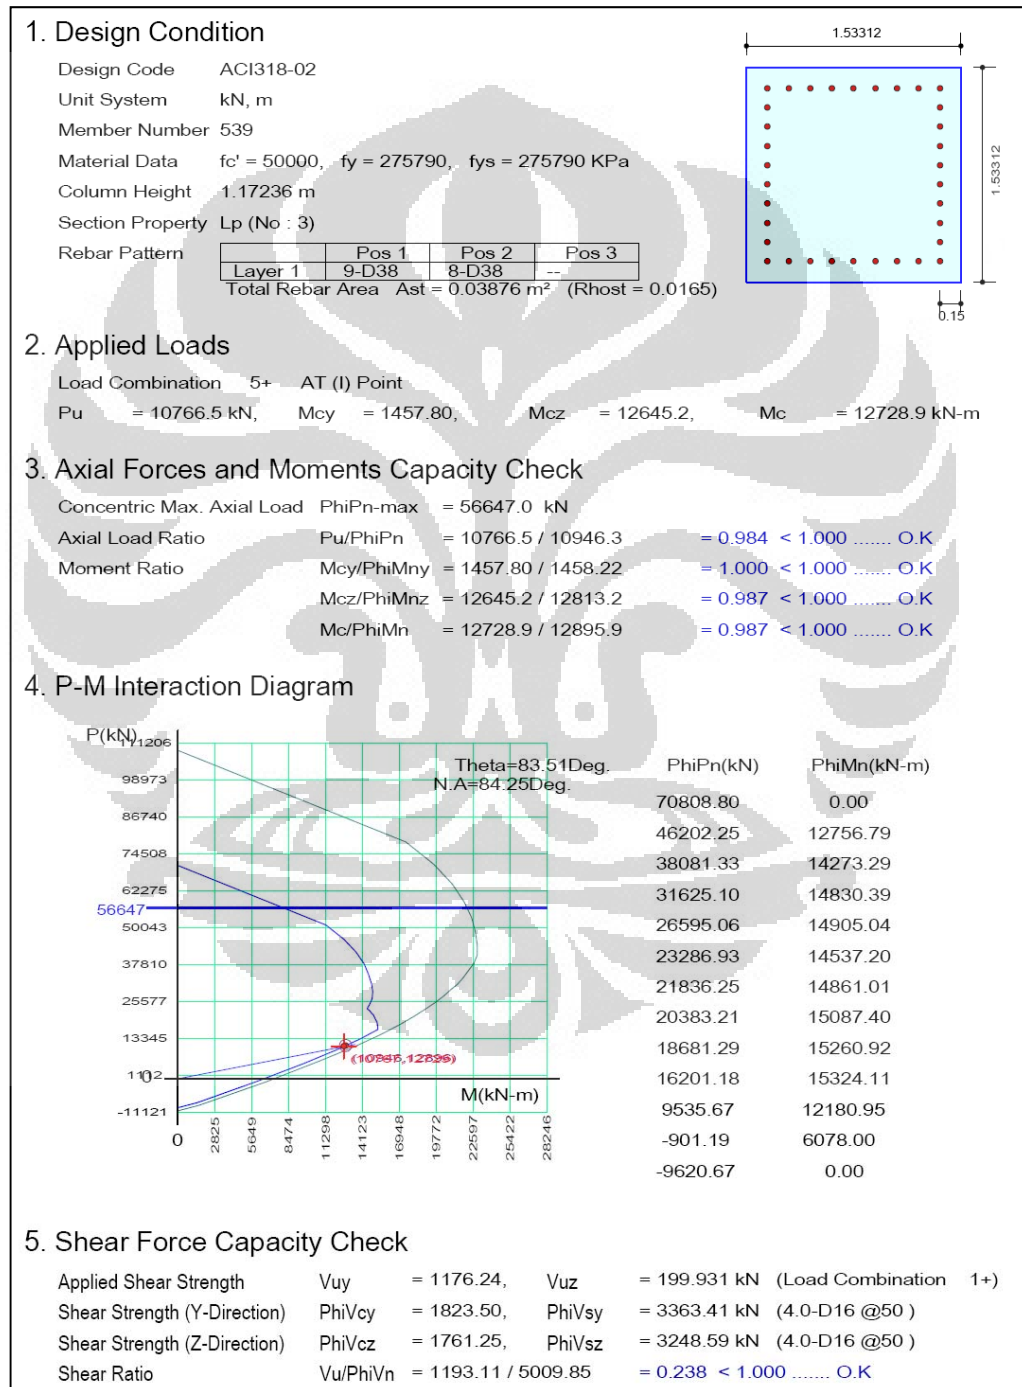 1. Design Condition
1.53312
Design Code ACI318-02
Unit System kN, m
Member Number 539
Material Data fc' = 50000, fy = 275790, fys = 275790 KPa
1.53312
Column Height 1.17236 m
Section Property Lp (No : 3)
Rebar Pattern Pos 1 Pos 2 Pos 3
Layer 1 9-D38 8-D38 --
Total Rebar Area Ast = 0.03876 m² (Rhost = 0.0165)
0.15
2. Applied Loads
Load Combination 5+ AT (I) Point
Pu = 10766.5 kN, Mcy = 1457.80, Mcz = 12645.2, Mc = 12728.9 kN-m
3. Axial Forces and Moments Capacity Check
Concentric Max. Axial Load PhiPn-max = 56647.0 kN
Axial Load Ratio Pu/PhiPn = 10766.5 / 10946.3 = 0.984 < 1.000 ....... O.K
Moment Ratio Mcy/PhiMny = 1457.80 / 1458.22 = 1.000 < 1.000 ....... O.K
Mcz/PhiMnz = 12645.2 / 12813.2 = 0.987 < 1.000 ....... O.K
Mc/PhiMn = 12728.9 / 12895.9 = 0.987 < 1.000 ....... O.K
4. P-M Interaction Diagram
P(kN)
111206
98973
86740
74508
62275
56647
50043
37810
25577
13345
1112
0
-11121
Theta=83.51Deg.
N.A=84.25Deg.
M(kN-m)
0 2825 5649 8474 11298 14123 16948 19772 22597 25422 28246
PhiPn(kN) PhiMn(kN-m)
70808.80 0.00
46202.25 12756.79
38081.33 14273.29
31625.10 14830.39
26595.06 14905.04
23286.93 14537.20
21836.25 14861.01
20383.21 15087.40
18681.29 15260.92
16201.18 15324.11
9535.67 12180.95
-901.19 6078.00
-9620.67 0.00
5. Shear Force Capacity Check
Applied Shear Strength Vuy = 1176.24, Vuz = 199.931 kN (Load Combination 1+)
Shear Strength (Y-Direction) PhiVcy = 1823.50, PhiVsy = 3363.41 kN (4.0-D16 @50 )
Shear Strength (Z-Direction) PhiVcz = 1761.25, PhiVsz = 3248.59 kN (4.0-D16 @50 )
Shear Ratio Vu/PhiVn = 1193.11 / 5009.85 = 0.238 < 1.000 ....... O.K